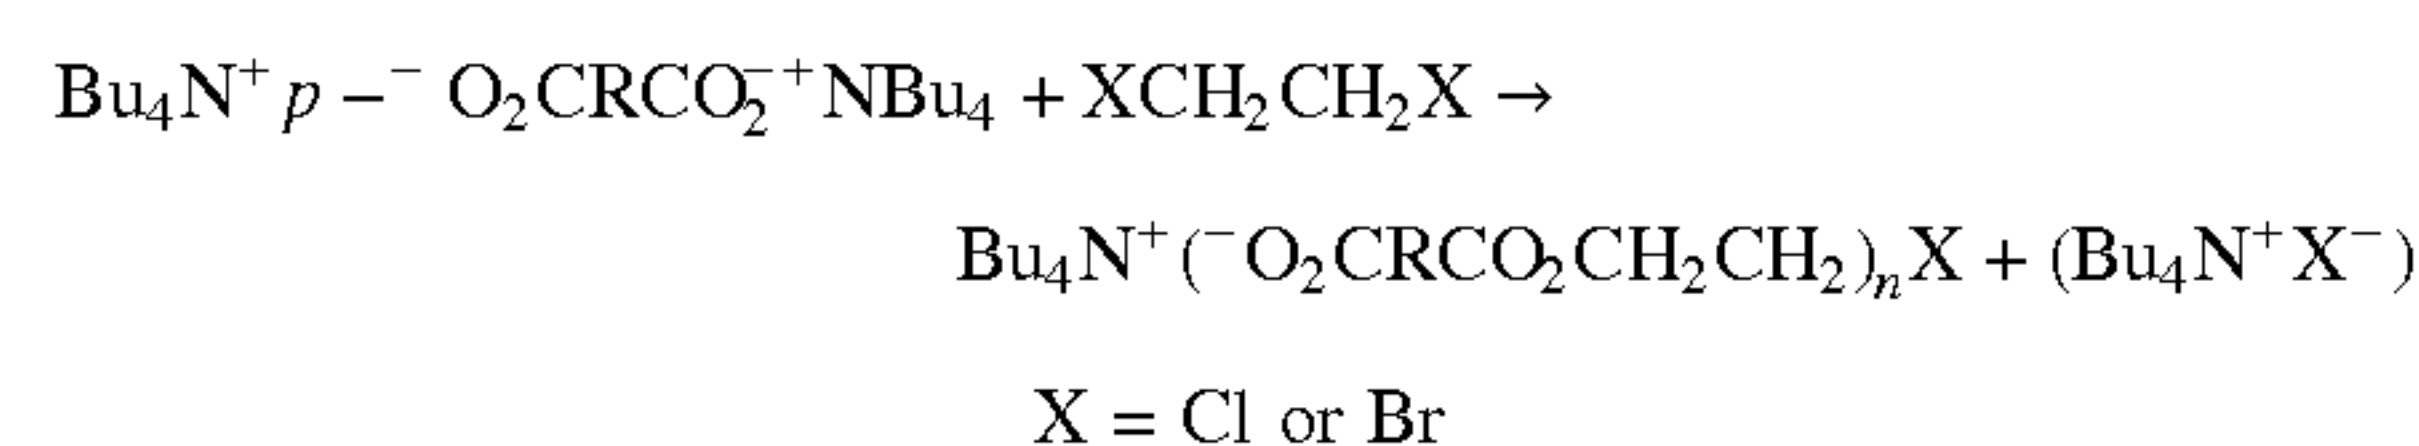 Bu₄N⁺ p −⁻ O₂CRCO₂⁻⁺NBu₄ + XCH₂CH₂X →
Bu₄N⁺(⁻O₂CRCO₂CH₂CH₂)ₙX + (Bu₄N⁺X⁻)
X = Cl or Br